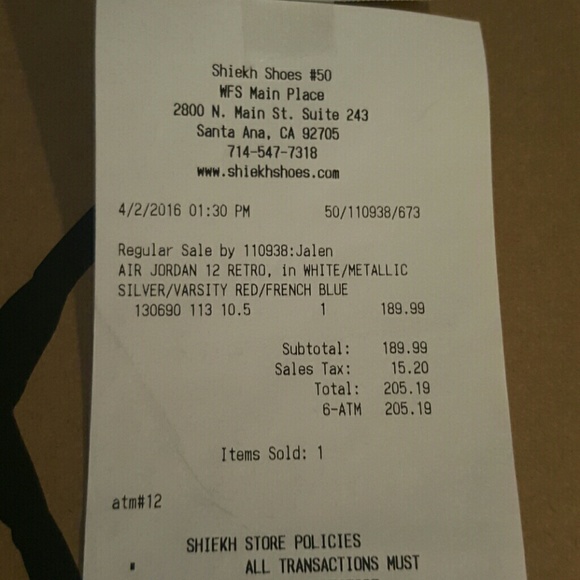 Shiekh Shoes #50
WFS Main Place
2800 N. Main St. Suite 243
Santa Ana, CA 92705
714-547-7318
www.shiekhshoes.com
4/2/2016 01:30 PM 50/110938/673
Regular Sale by 110938:Jalen
AIR JORDAN 12 RETRO, in WHITE/METALLIC
SILVER/VARSITY RED/FRENCH BLUE
130690 113 10.5 1 189.99
Subtotal: 189.99
Sales Tax: 15.20
Total: 205.19
6-ATM 205.19
Items Sold: 1
atm#12
SHIEKH STORE POLICIES
ALL TRANSACTIONS MUST